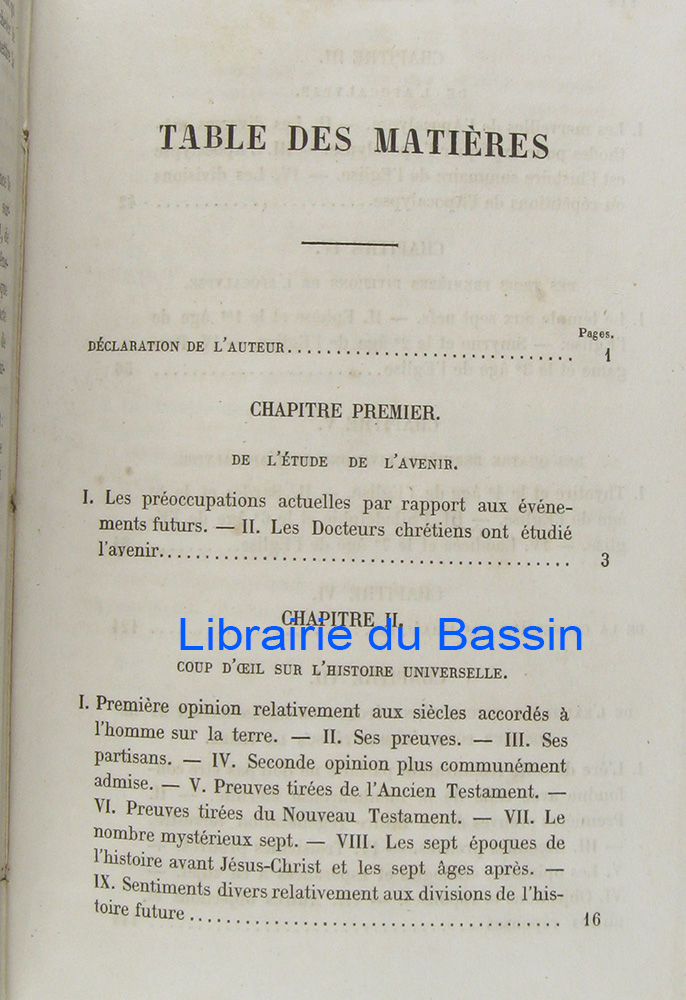 TABLE DES MATIÈRES
Pages.
DÉCLARATION DE L'AUTEUR.............................. 1
CHAPITRE PREMIER.
DE L'ÉTUDE DE L'AVENIR.
I. Les préoccupations actuelles par rapport aux événe-
ments futurs. — II. Les Docteurs chrétiens ont étudié
l'avenir........................................... 3
CHAPITRE II.
Librairie du Bassin
COUP D'ŒIL SUR L'HISTOIRE UNIVERSELLE.
I. Première opinion relativement aux siècles accordés à
l'homme sur la terre. — II. Ses preuves. — III. Ses
partisans. — IV. Seconde opinion plus communément
admise. — V. Preuves tirées de l'Ancien Testament. —
VI. Preuves tirées du Nouveau Testament. — VII. Le
nombre mystérieux sept. — VIII. Les sept époques de
l'histoire avant Jésus-Christ et les sept âges après. —
IX. Sentiments divers relativement aux divisions de l'his-
toire future....................................... 16